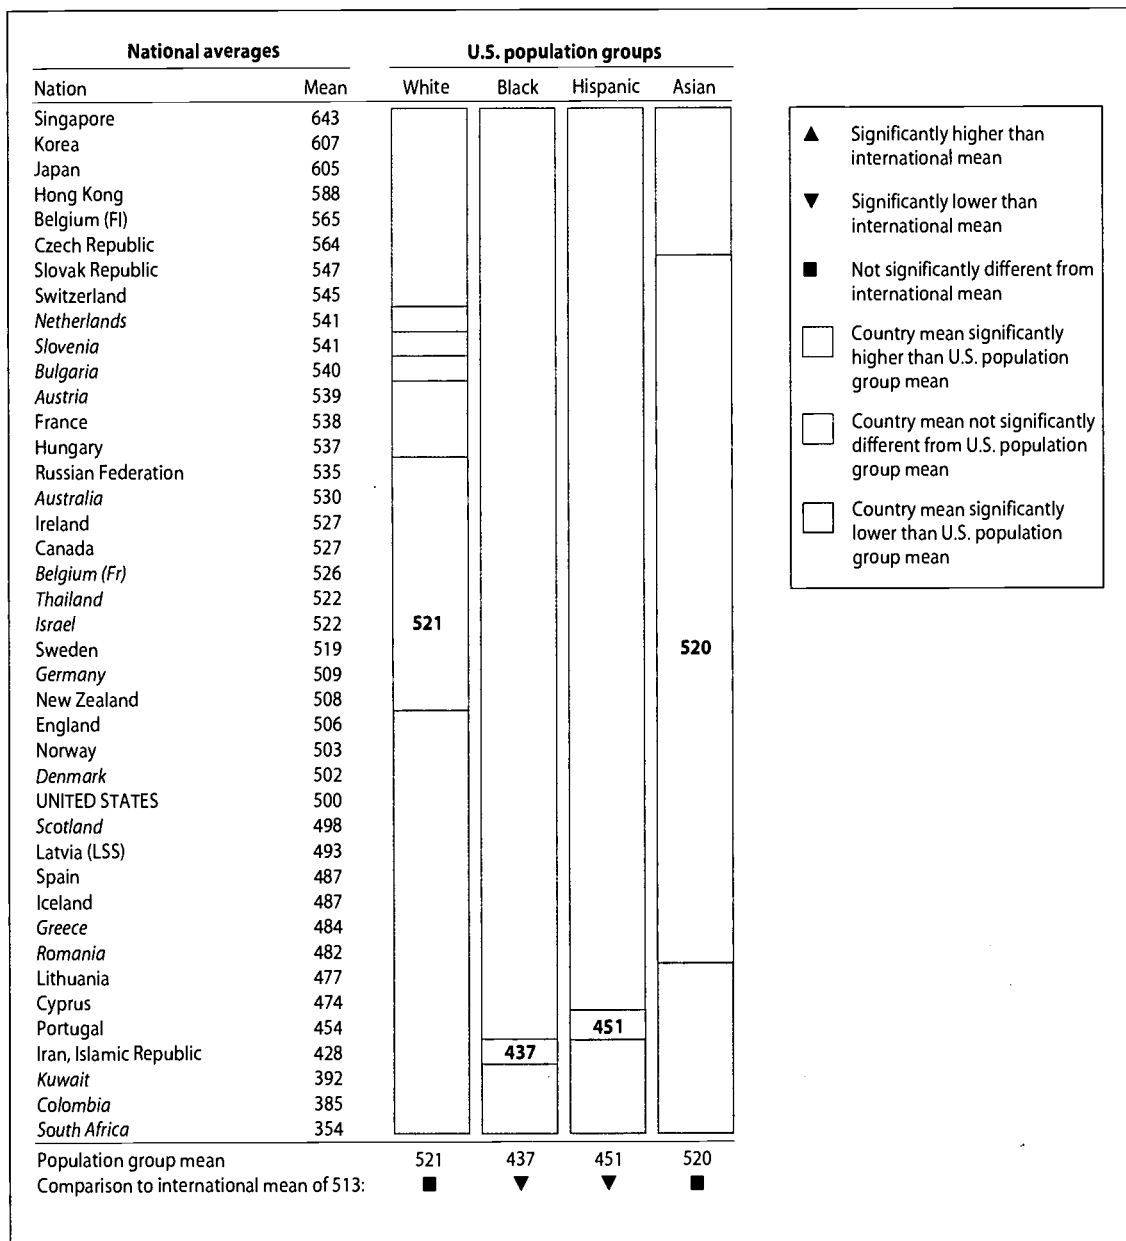 National averages U.S. population groups
Nation Mean White Black Hispanic Asian
Singapore 643
Korea 607
Japan 605
Hong Kong 588
Belgium (Fl) 565
Czech Republic 564
Slovak Republic 547
Switzerland 545
Netherlands 541
Slovenia 541
Bulgaria 540
Austria 539
France 538
Hungary 537
Russian Federation 535
Australia 530
Ireland 527
Canada 527
Belgium (Fr) 526
Thailand 522
Israel 522 521
Sweden 519 520
Germany 509
New Zealand 508
England 506
Norway 503
Denmark 502
UNITED STATES 500
Scotland 498
Latvia (LSS) 493
Spain 487
Iceland 487
Greece 484
Romania 482
Lithuania 477
Cyprus 474
Portugal 454 451
Iran, Islamic Republic 428 437
Kuwait 392
Colombia 385
South Africa 354
Population group mean 521 437 451 520
Comparison to international mean of 513: ■ ▼ ▼ ■
▲ Significantly higher than
international mean
▼ Significantly lower than
international mean
■ Not significantly different from
international mean
Country mean significantly
higher than U.S. population
group mean
Country mean not significantly
different from U.S. population
group mean
Country mean significantly
lower than U.S. population
group mean